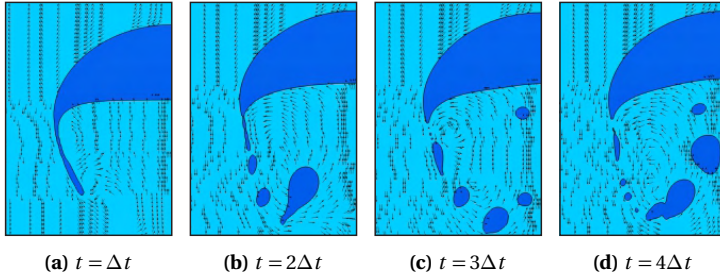 (a) t = Δt (b) t = 2Δt (c) t = 3Δt (d) t = 4Δt